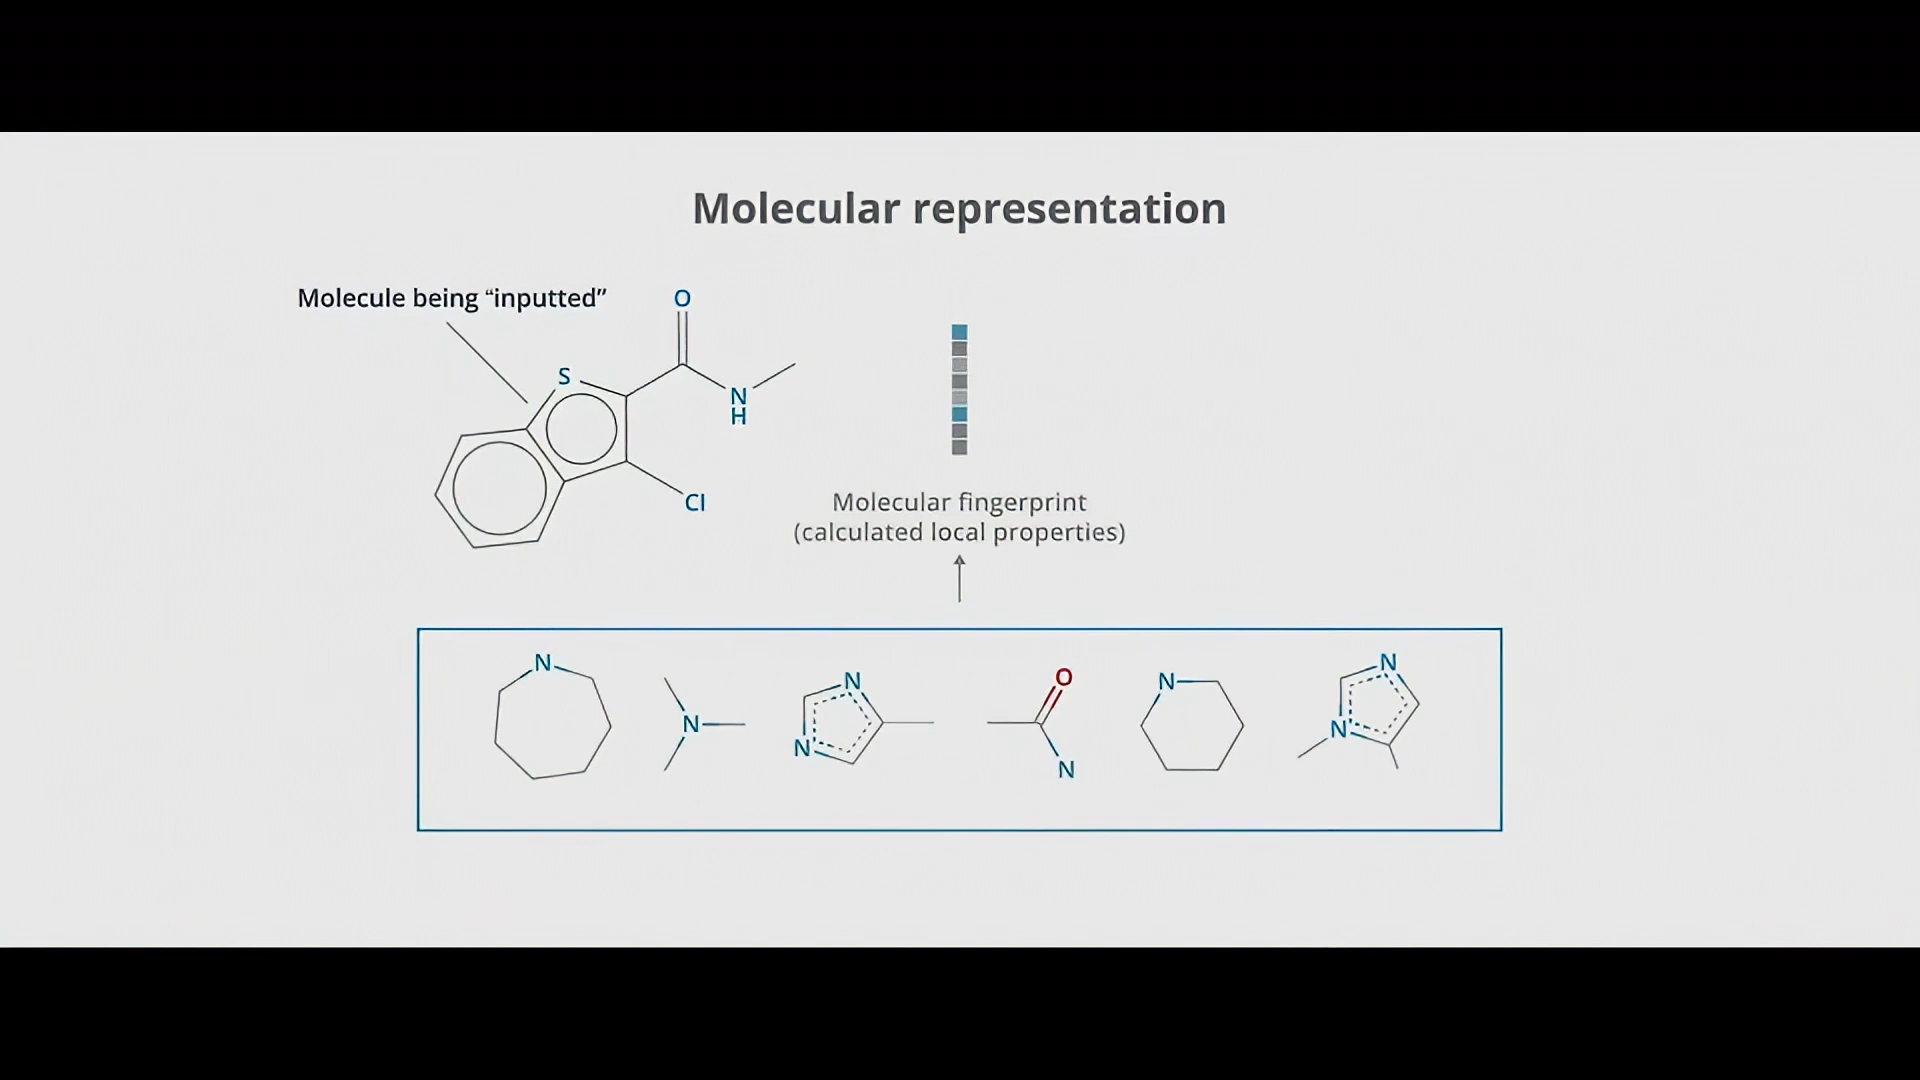 Molecular representation
Molecule being “inputted”
O
S
N
H
Cl
Molecular fingerprint
(calculated local properties)
N
N
N
N
O
N
N
N
N